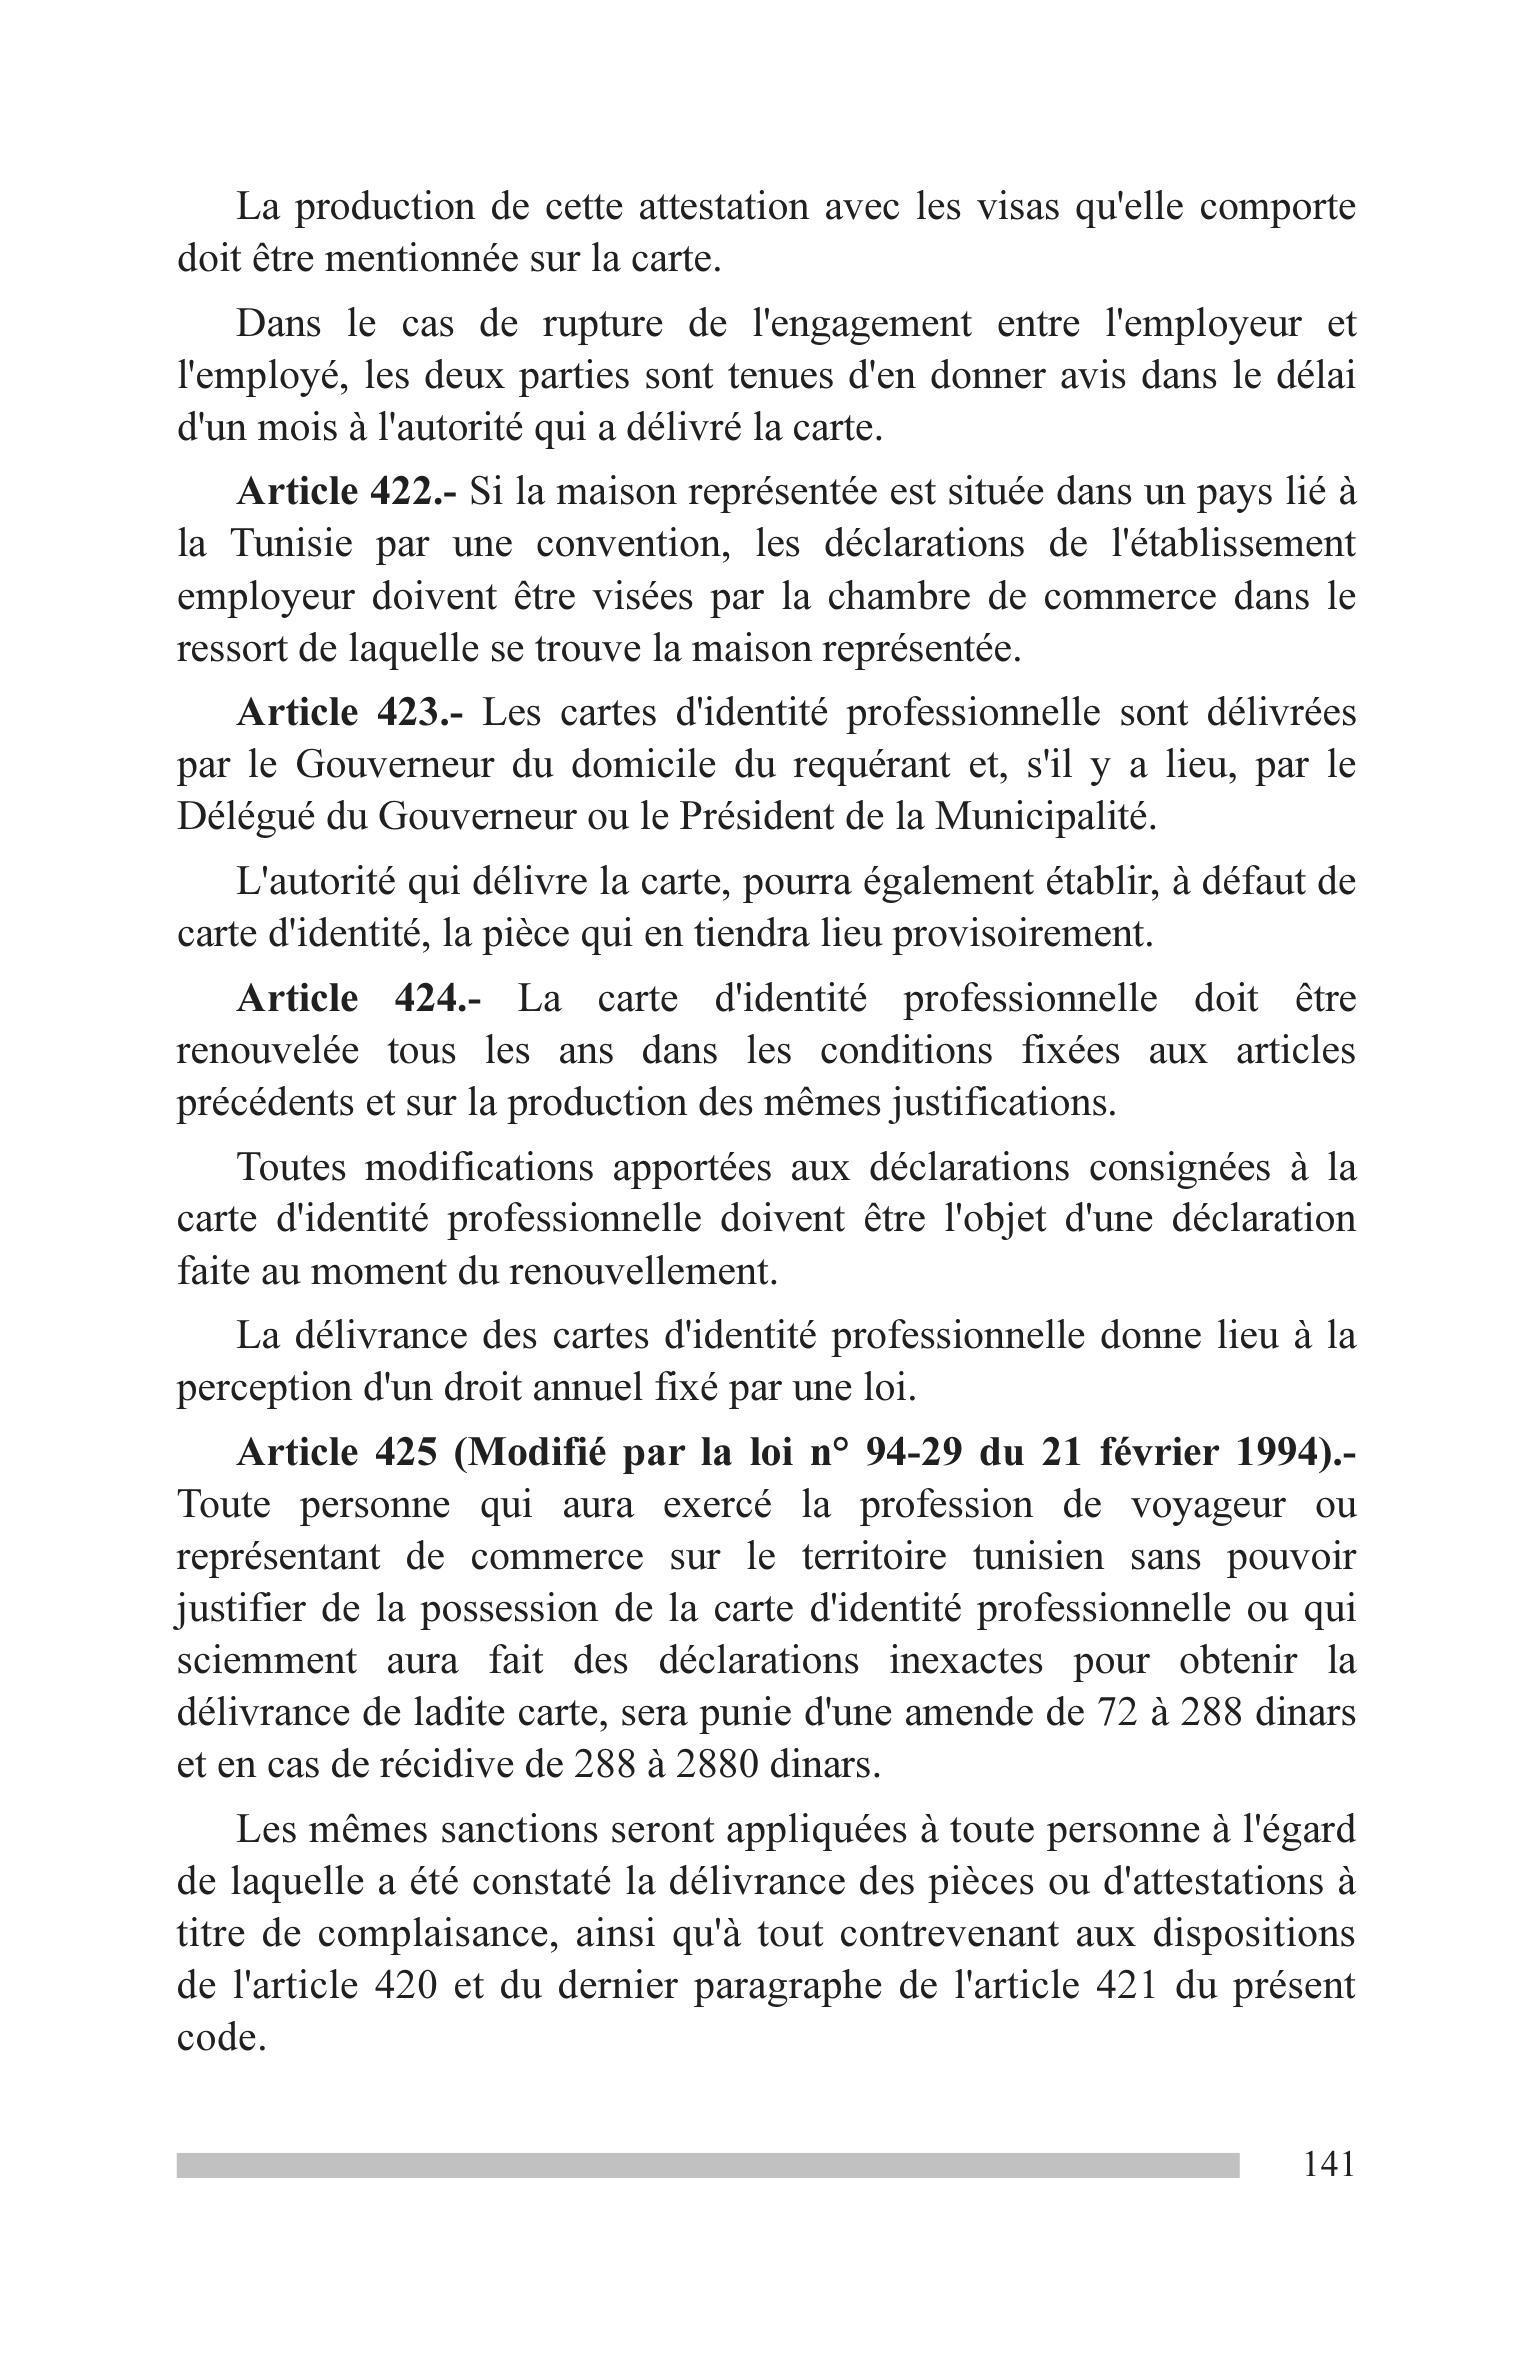 La production de cette attestation avec les visas qu'elle comporte
doit être mentionnée sur la carte.
Dans le cas de rupture de l'engagement entre l'employeur et
l'employé, les deux parties sont tenues d'en donner avis dans le délai
d'un mois à l'autorité qui a délivré la carte.
Article 422.- Si la maison représentée est située dans un pays lié à
la Tunisie par une convention, les déclarations de l'établissement
employeur doivent être visées par la chambre de commerce dans le
ressort de laquelle se trouve la maison représentée.
Article 423.- Les cartes d'identité professionnelle sont délivrées
par le Gouverneur du domicile du requérant et, s'il y a lieu, par le
Délégué du Gouverneur ou le Président de la Municipalité.
L'autorité qui délivre la carte, pourra également établir, à défaut de
carte d'identité, la pièce qui en tiendra lieu provisoirement.
Article 424.- La carte d'identité professionnelle doit être
renouvelée tous les ans dans les conditions fixées aux articles
précédents et sur la production des mêmes justifications.
Toutes modifications apportées aux déclarations consignées à la
carte d'identité professionnelle doivent être l'objet d'une déclaration
faite au moment du renouvellement.
La délivrance des cartes d'identité professionnelle donne lieu à la
perception d'un droit annuel fixé par une loi.
Article 425 (Modifié par la loi n° 94-29 du 21 février 1994).-
Toute personne qui aura exercé la profession de voyageur ou
représentant de commerce sur le territoire tunisien sans pouvoir
justifier de la possession de la carte d'identité professionnelle ou qui
sciemment aura fait des déclarations inexactes pour obtenir la
délivrance de ladite carte, sera punie d'une amende de 72 à 288 dinars
et en cas de récidive de 288 à 2880 dinars.
Les mêmes sanctions seront appliquées à toute personne à l'égard
de laquelle a été constaté la délivrance des pièces ou d'attestations à
titre de complaisance, ainsi qu'à tout contrevenant aux dispositions
de l'article 420 et du dernier paragraphe de l'article 421 du présent
code.
141